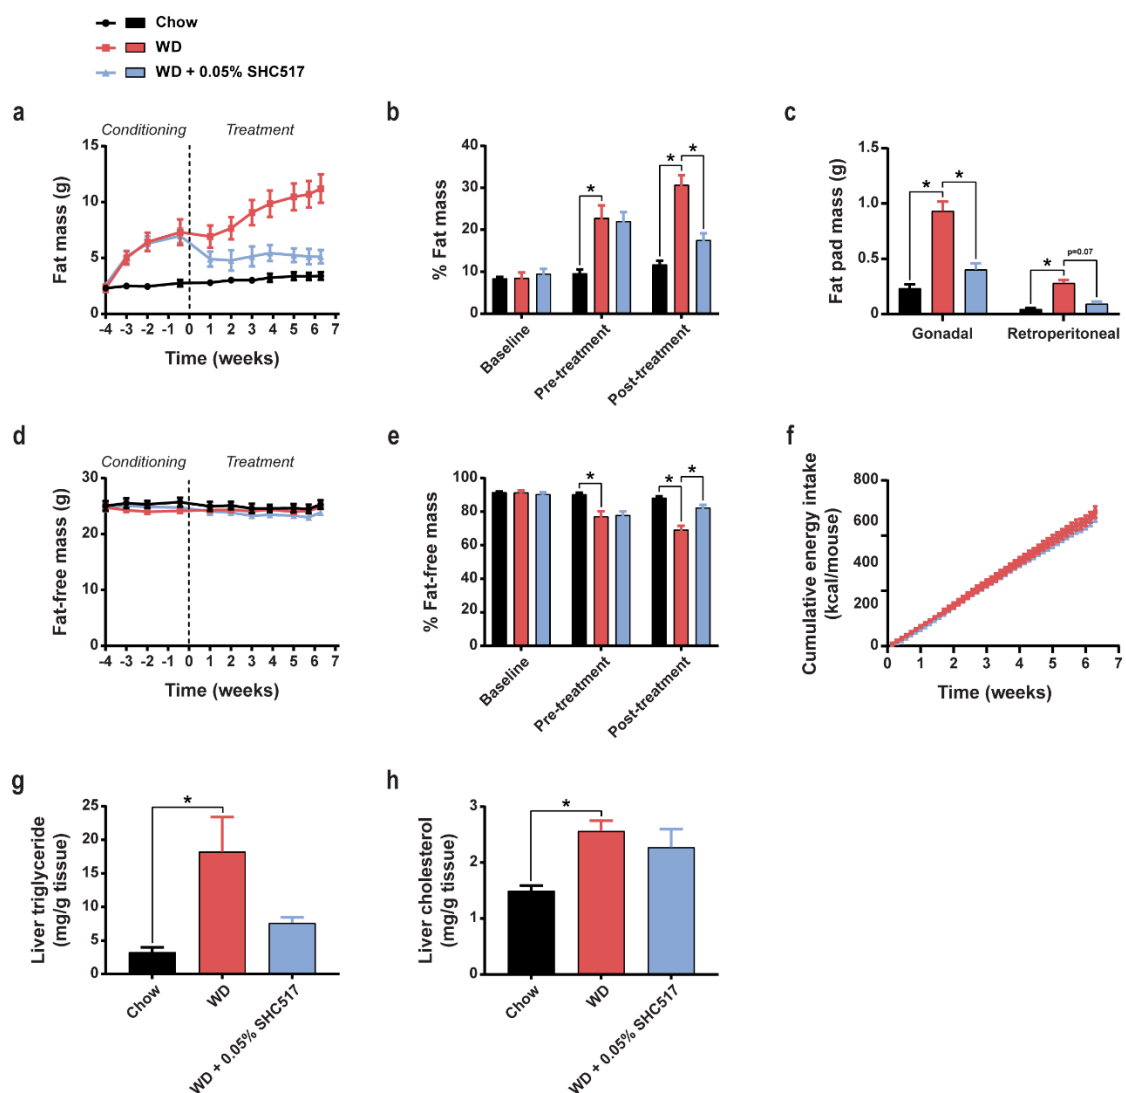 Chow
WD
WD + 0.05% SHC517
a
Conditioning
Treatment
Fat mass (g)
15
10
5
0
-4 -3 -2 -1 0 1 2 3 4 5 6 7
Time (weeks)
b
% Fat mass
40
30
20
10
0
*
*
*
Baseline
Pre-treatment
Post-treatment
c
Fat pad mass (g)
1.5
1.0
0.5
0.0
*
*
*
p=0.07
Gonadal
Retroperitoneal
d
Conditioning
Treatment
Fat-free mass (g)
30
20
10
0
-4 -3 -2 -1 0 1 2 3 4 5 6 7
Time (weeks)
e
% Fat-free mass
100
80
60
40
20
0
*
*
*
Baseline
Pre-treatment
Post-treatment
f
Cumulative energy intake
(kcal/mouse)
800
600
400
200
0
0 1 2 3 4 5 6 7
Time (weeks)
g
Liver triglyceride
(mg/g tissue)
25
20
15
10
5
0
*
Chow
WD
WD + 0.05% SHC517
h
Liver cholesterol
(mg/g tissue)
3
2
1
0
*
Chow
WD
WD + 0.05% SHC517